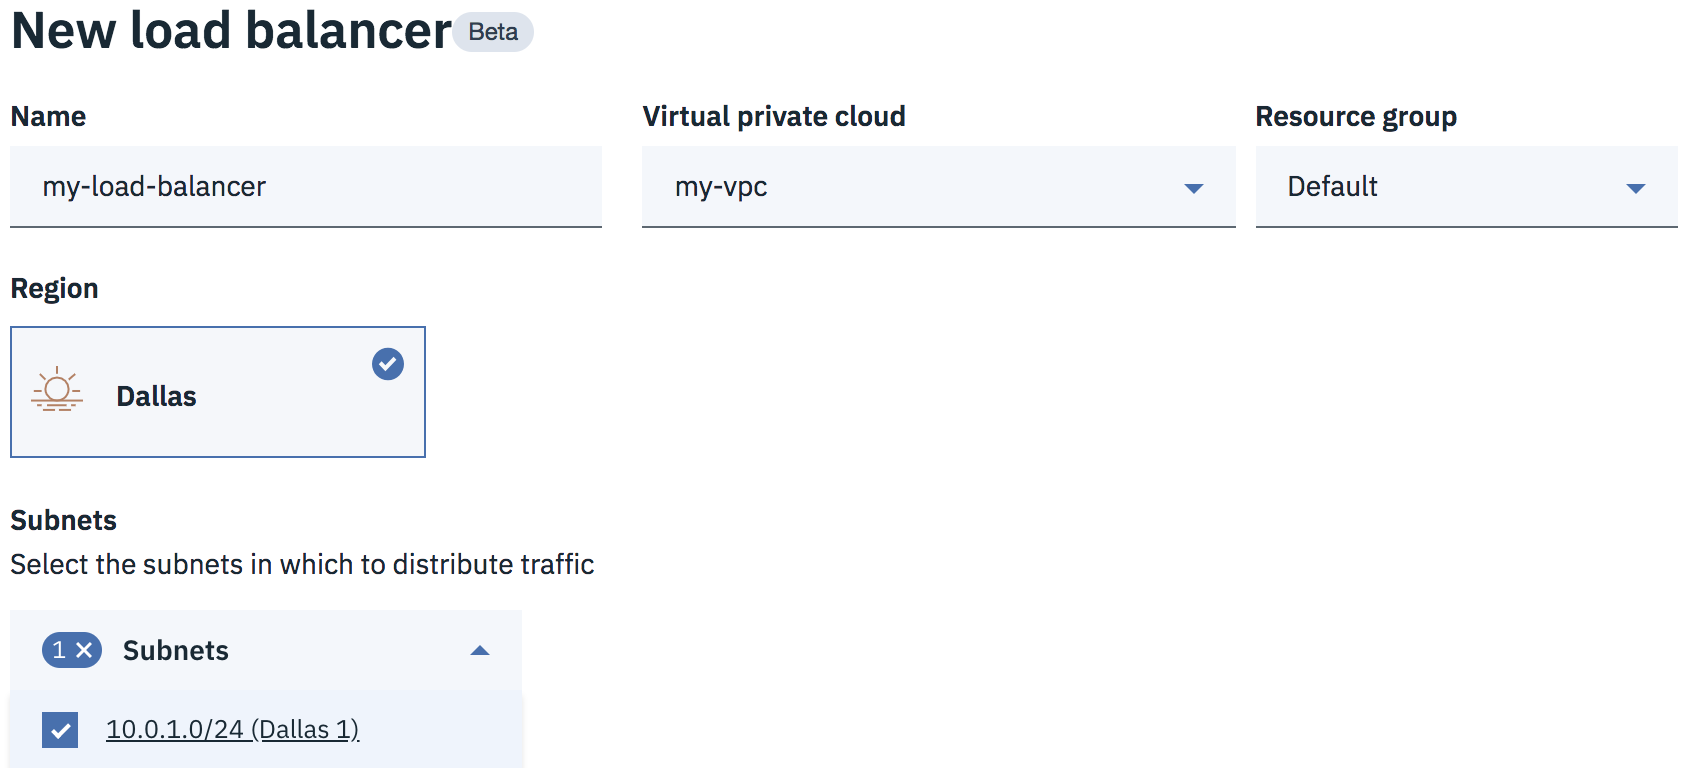 New load balancer Beta
Name
Virtual private cloud
Resource group
my-load-balancer
my-vpc
Default
Region
Dallas
Subnets
Select the subnets in which to distribute traffic
1 Subnets
10.0.1.0/24 (Dallas 1)